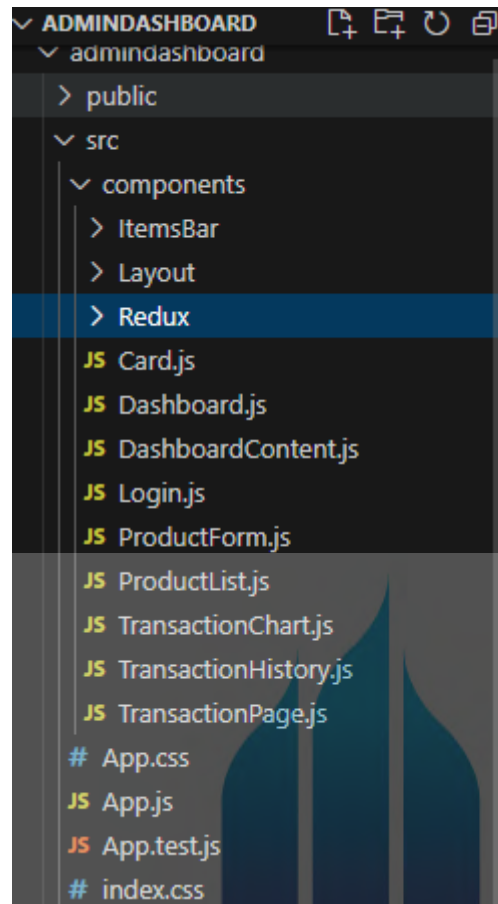 ADMINDASHBOARD
admindashboard
public
src
components
ItemsBar
Layout
Redux
JS Card.js
JS Dashboard.js
JS DashboardContent.js
JS Login.js
JS ProductForm.js
JS ProductList.js
JS TransactionChart.js
JS TransactionHistory.js
JS TransactionPage.js
# App.css
JS App.js
JS App.test.js
# index.css